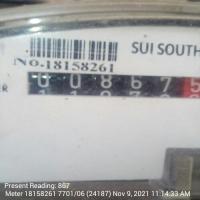 SUI SOUTH
No. 18158261
0 0 8 6 7 5
Present Reading: 867
Meter 18158261 7701/06 (24187) Nov 9, 2021 11:14:33 AM